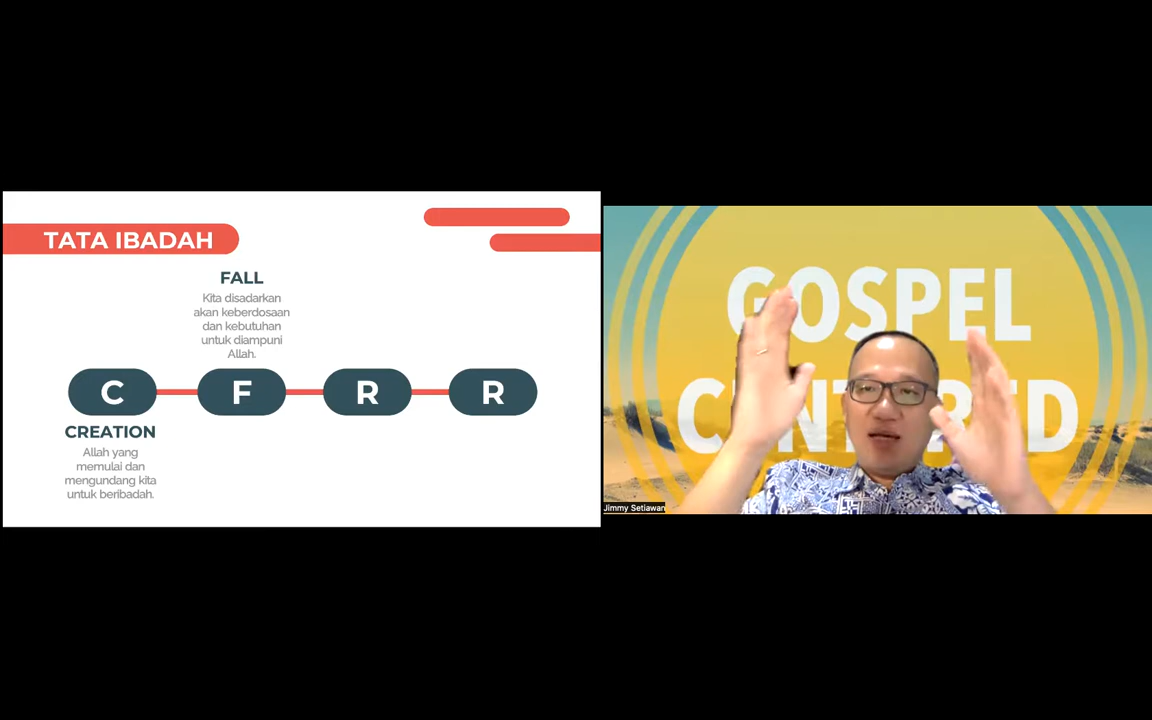 TATA IBADAH
FALL
Kita disadarkan
akan keberdosaan
dan kebutuhan
untuk diampuni
Allah.
C
F
R
R
CREATION
Allah yang
memulai dan
mengundang kita
untuk beribadah.
GOSPEL
CENTERED
Jimmy Setiawan